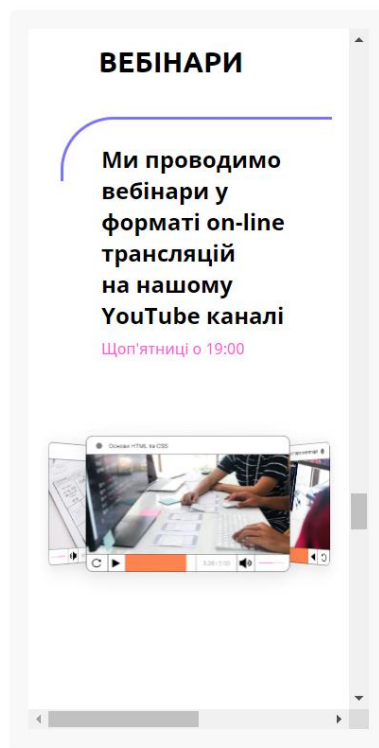 ВЕБІНАРИ
Ми проводимо
вебінари у
форматі on-line
трансляцій
на нашому
YouTube каналі
Щоп'ятниці о 19:00
Основи HTML та CSS